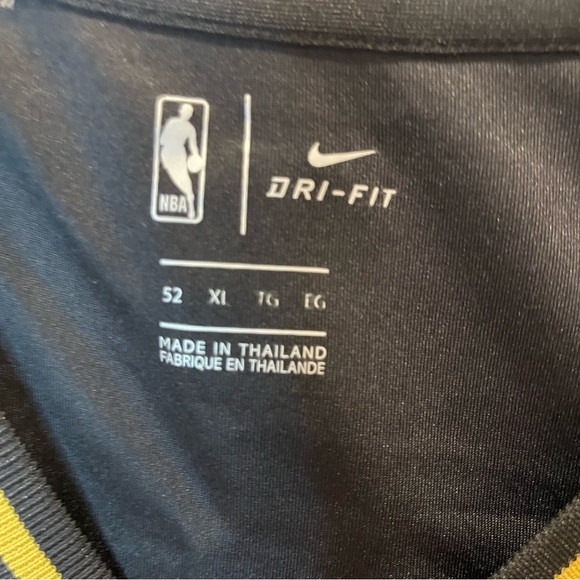 NBA
DRI-FIT
52 XL TG EG
MADE IN THAILAND
FABRIQUE EN THAILANDE